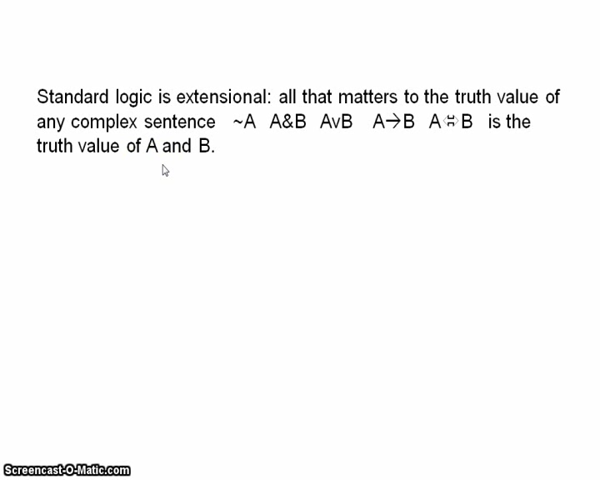 Standard logic is extensional: all that matters to the truth value of
any complex sentence ~A A&B AvB A→B A⇔B is the
truth value of A and B.
Screencast-O-Matic.com